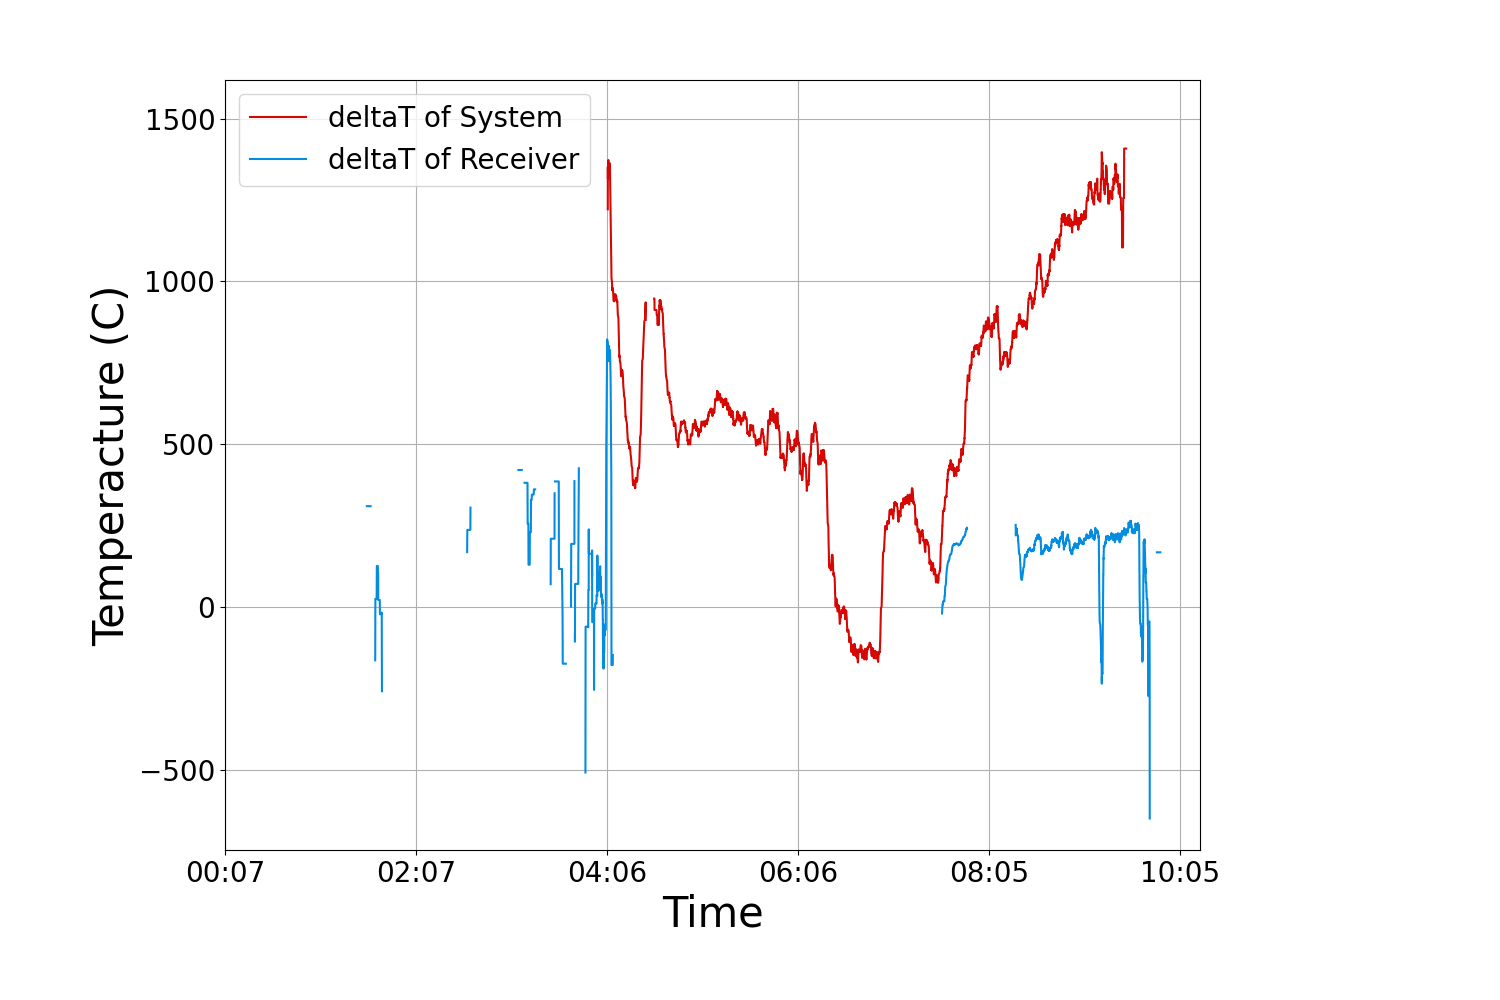 deltaT of System
deltaT of Receiver
1500
1000
500
0
−500
Temperacture (C)
00:07 02:07 04:06 06:06 08:05 10:05
Time